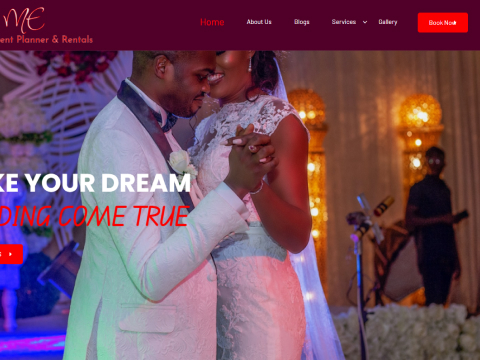 ME
ent Planner & Rentals
Home
About Us
Blogs
Services
Gallery
Book Now
KE YOUR DREAM
DING COME TRUE